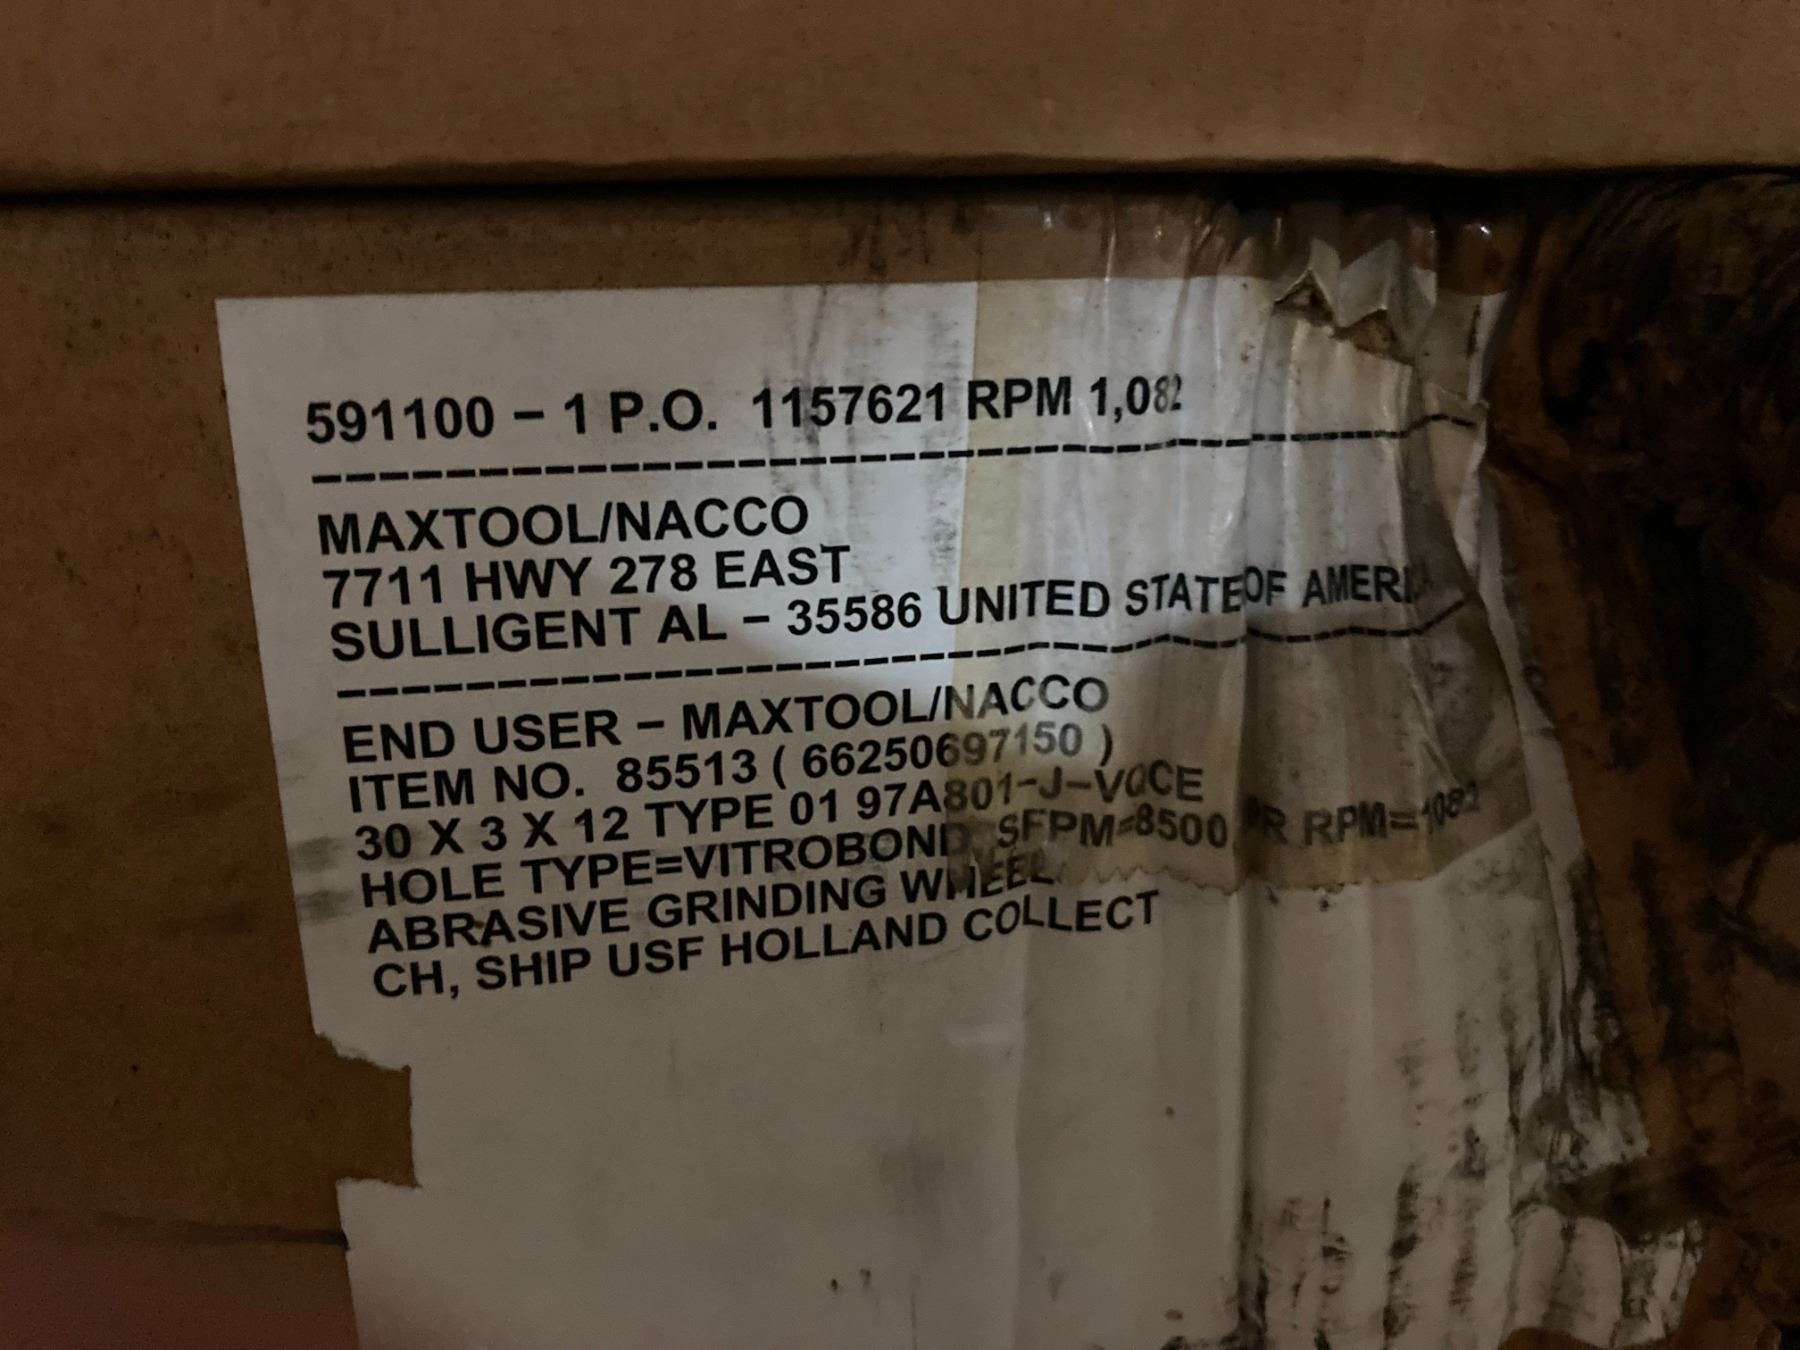 591100 – 1 P.O. 1157621 RPM 1,082
MAXTOOL/NACCO
7711 HWY 278 EAST
SULLIGENT AL – 35586 UNITED STATE OF AMERICA
END USER – MAXTOOL/NACCO
ITEM NO. 85513 ( 66250697150 )
30 X 3 X 12 TYPE 01 97A801-J-VQCE
HOLE TYPE=VITROBOND, SFPM=8500 PR RPM=1082
ABRASIVE GRINDING WHEEL
CH, SHIP USF HOLLAND COLLECT